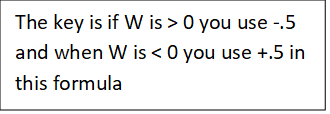 The key is if W is > 0 you use -.5
and when W is < 0 you use +.5 in
this formula